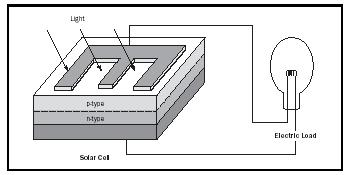 Light
p-type
n-type
Electric Load
Solar Cell